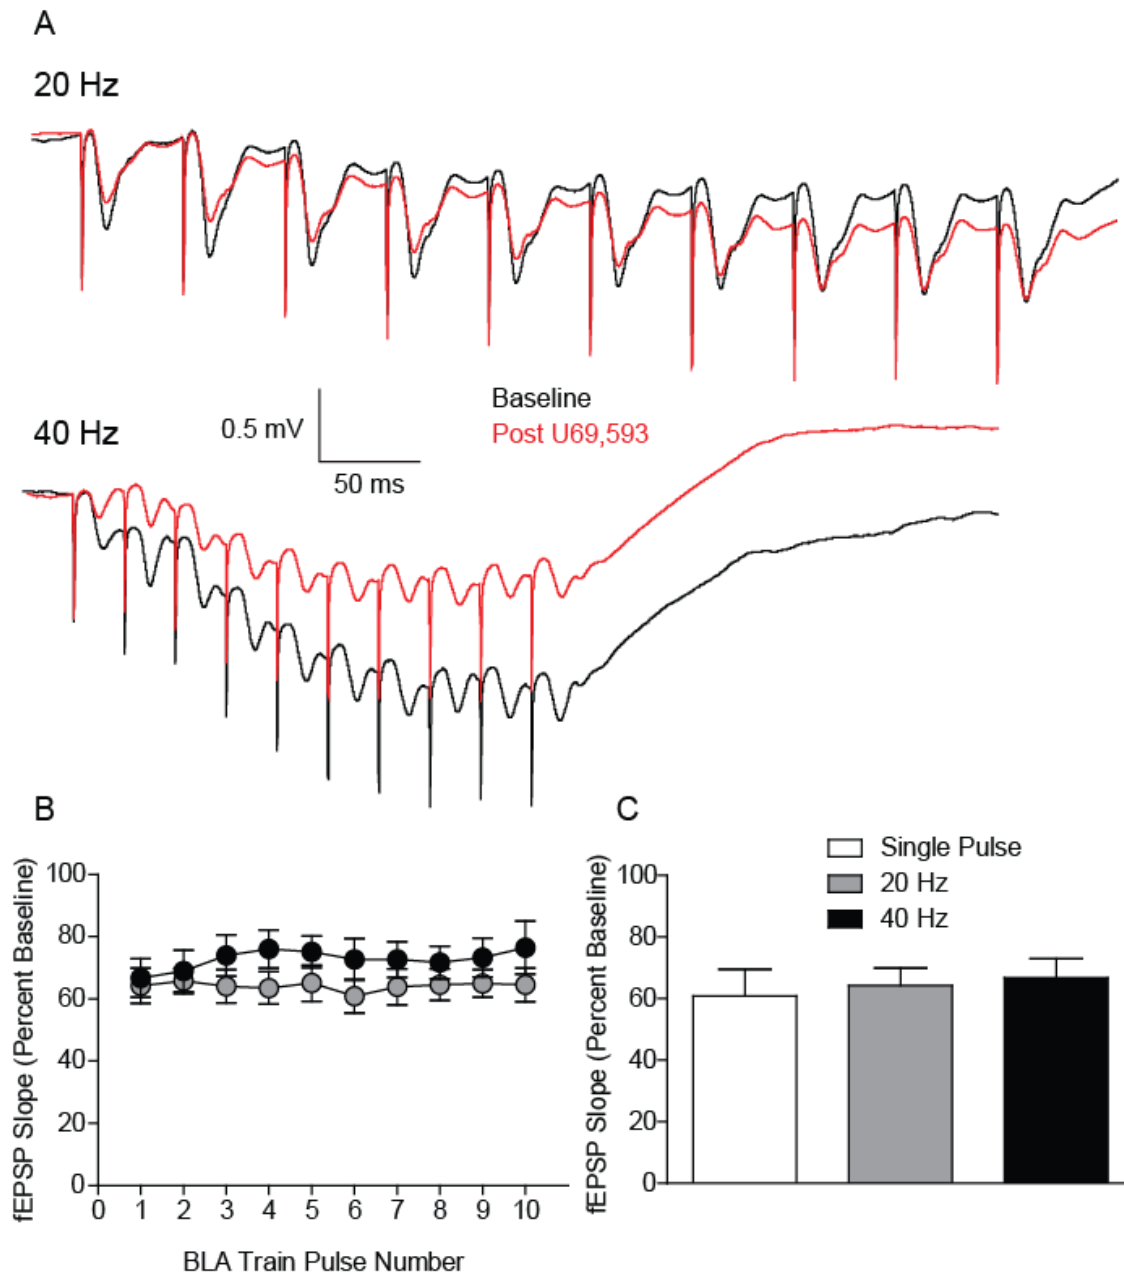 A
20 Hz
Baseline
Post U69,593
0.5 mV
50 ms
40 Hz
B
fEPSP Slope (Percent Baseline)
100
80
60
40
20
0
0 1 2 3 4 5 6 7 8 9 10
BLA Train Pulse Number
C
Single Pulse
20 Hz
40 Hz
fEPSP Slope (Percent Baseline)
100
80
60
40
20
0